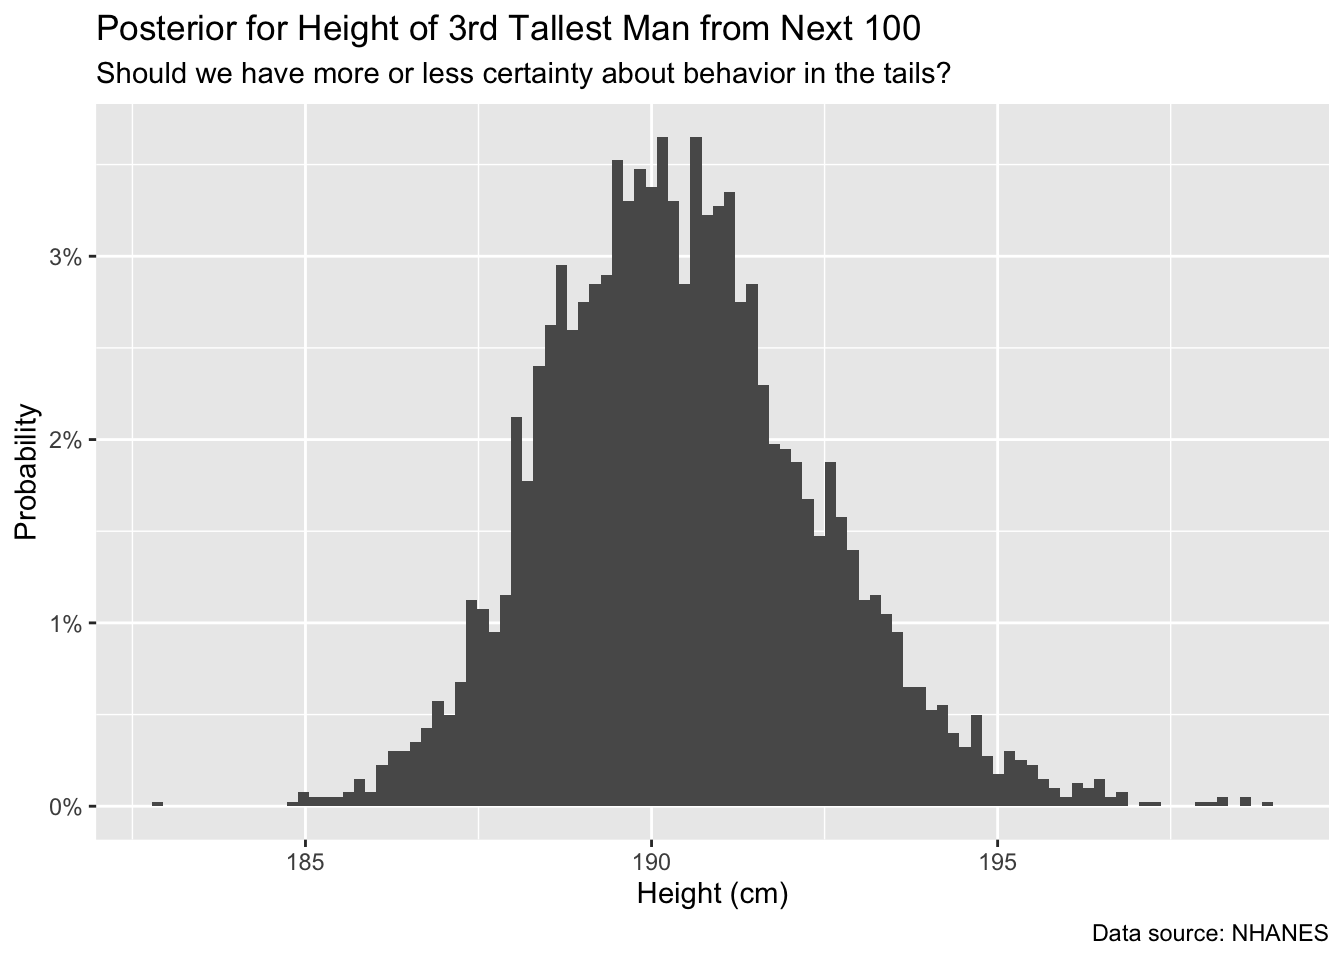 Posterior for Height of 3rd Tallest Man from Next 100
Should we have more or less certainty about behavior in the tails?
3%
2%
1%
0%
Probability
185
190
195
Height (cm)
Data source: NHANES